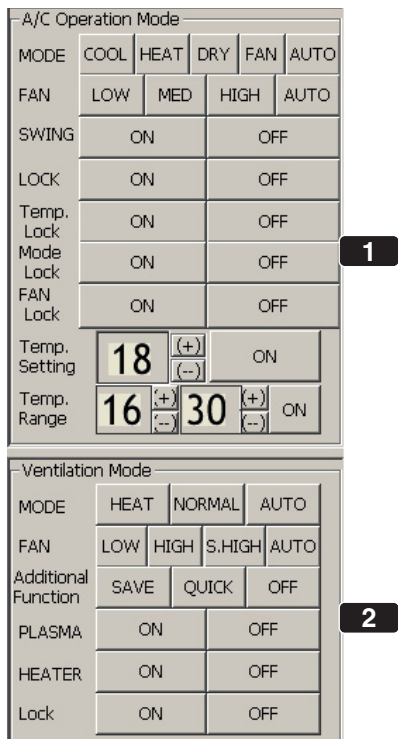 A/C Operation Mode
MODE COOL HEAT DRY FAN AUTO
FAN LOW MED HIGH AUTO
SWING ON OFF
LOCK ON OFF
Temp.
Lock ON OFF
Mode
Lock ON OFF
1
FAN
Lock ON OFF
Temp.
Setting 18 (+) (--) ON
Temp.
Range 16 (+) (--) 30 (+) (--) ON
Ventilation Mode
MODE HEAT NORMAL AUTO
FAN LOW HIGH S.HIGH AUTO
Additional
Function SAVE QUICK OFF
2
PLASMA ON OFF
HEATER ON OFF
Lock ON OFF